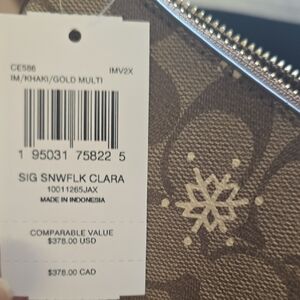 CE586 IMV2X
IM/KHAKI/GOLD MULTI
1 95031 75822 5
SIG SNWFLK CLARA
10011265JAX
MADE IN INDONESIA
COMPARABLE VALUE
$378.00 USD
$378.00 CAD